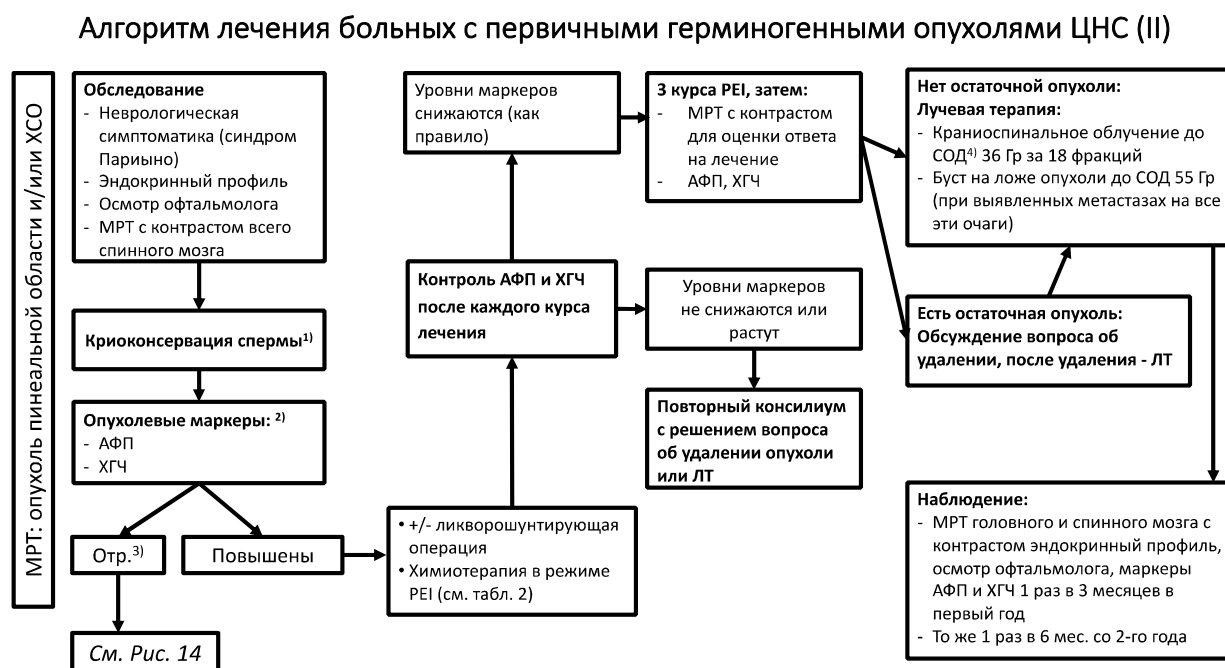 Алгоритм лечения больных с первичными герминогенными опухолями ЦНС (II)
МРТ: опухоль пинеальной области и/или ХСО
Обследование
- Неврологическая
симптоматика (синдром
Париыно)
- Эндокринный профиль
- Осмотр офтальмолога
- МРТ с контрастом всего
спинного мозга
Криоконсервация спермы1)
Опухолевые маркеры: 2)
- АФП
- ХГЧ
Отр.3)
Повышены
См. Рис. 14
• +/- ликворошунтирующая
операция
• Химиотерапия в режиме
PEI (см. табл. 2)
Контроль АФП и ХГЧ
после каждого курса
лечения
Уровни маркеров
снижаются (как
правило)
3 курса PEI, затем:
- МРТ с контрастом
для оценки ответа
на лечение
- АФП, ХГЧ
Уровни маркеров
не снижаются или
растут
Повторный консилиум
с решением вопроса
об удалении опухоли
или ЛТ
Нет остаточной опухоли:
Лучевая терапия:
- Краниоспинальное облучение до
СОД4) 36 Гр за 18 фракций
- Буст на ложе опухоли до СОД 55 Гр
(при выявленных метастазах на все
эти очаги)
Есть остаточная опухоль:
Обсуждение вопроса об
удалении, после удаления - ЛТ
Наблюдение:
- МРТ головного и спинного мозга с
контрастом эндокринный профиль,
осмотр офтальмолога, маркеры
АФП и ХГЧ 1 раз в 3 месяцев в
первый год
- То же 1 раз в 6 мес. со 2-го года